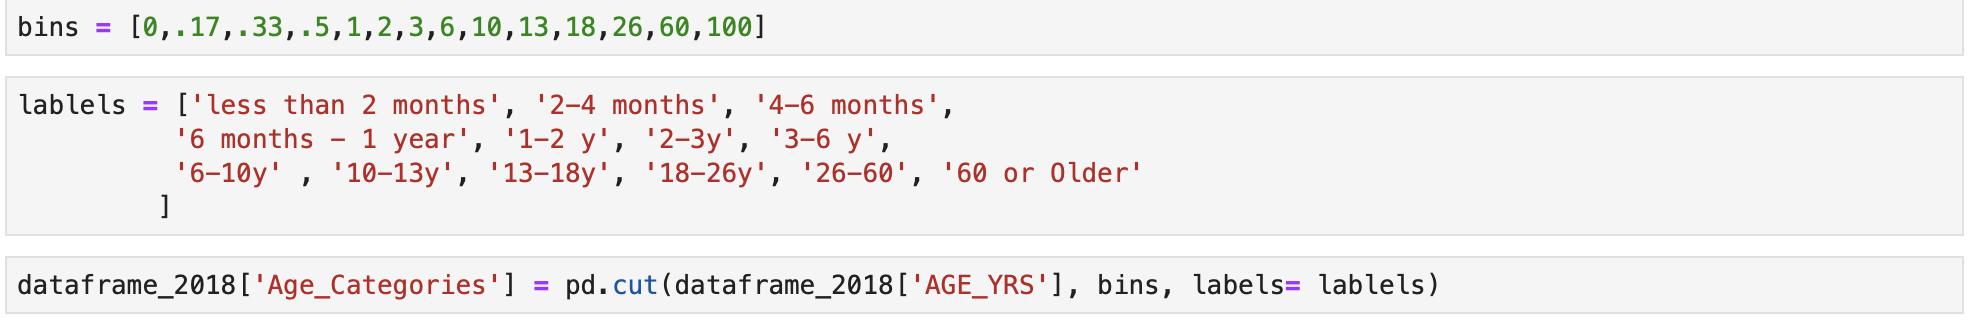 bins = [0,.17,.33,.5,1,2,3,6,10,13,18,26,60,100]
lablels = ['less than 2 months', '2-4 months', '4-6 months',
'6 months - 1 year', '1-2 y', '2-3y', '3-6 y',
'6-10y' , '10-13y', '13-18y', '18-26y', '26-60', '60 or Older'
]
dataframe_2018['Age_Categories'] = pd.cut(dataframe_2018['AGE_YRS'], bins, labels= lablels)